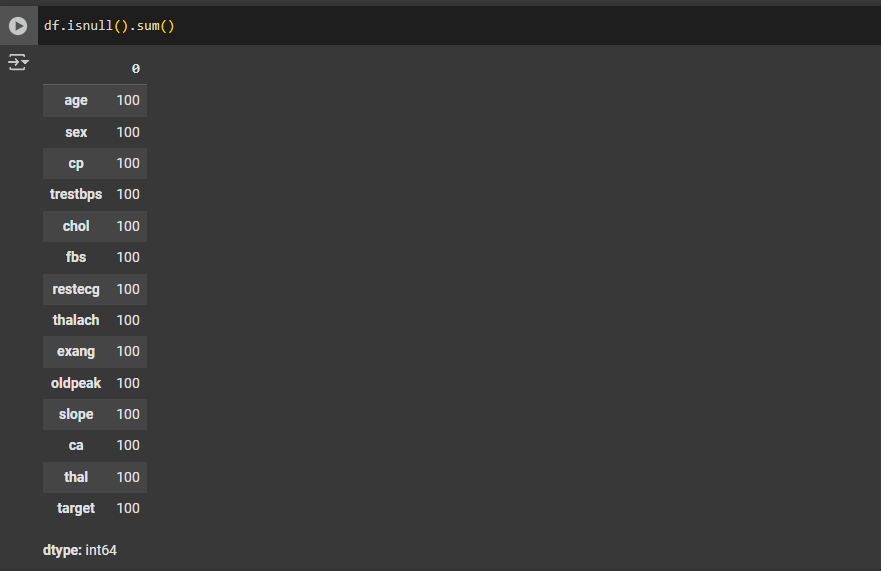 df.isnull().sum()
0
age 100
sex 100
cp 100
trestbps 100
chol 100
fbs 100
restecg 100
thalach 100
exang 100
oldpeak 100
slope 100
ca 100
thal 100
target 100
dtype: int64